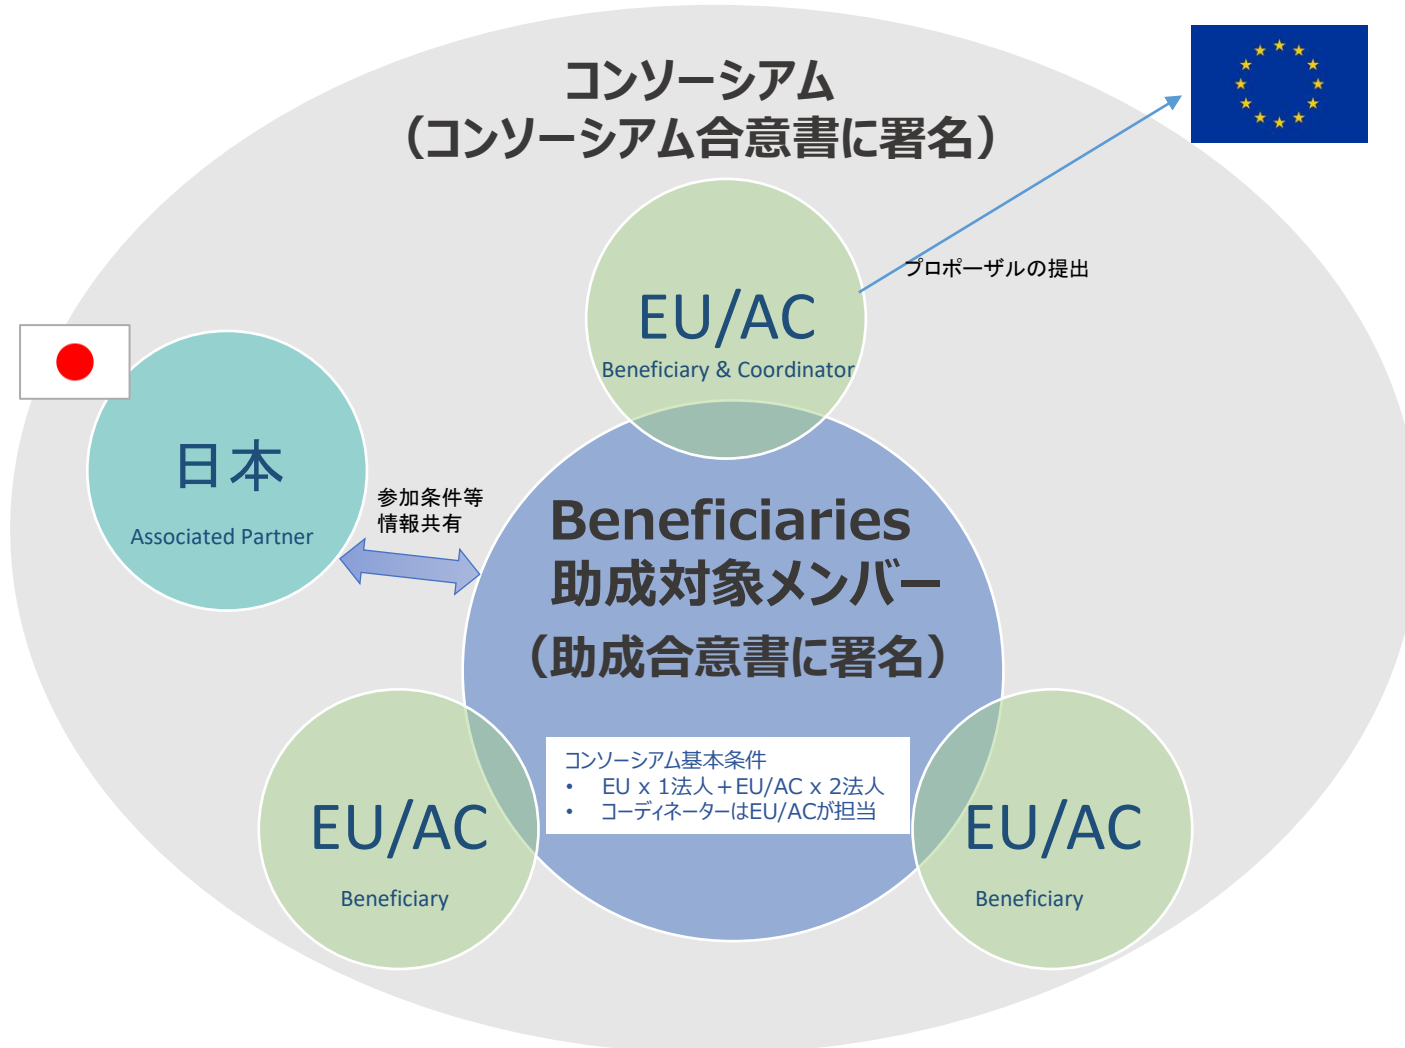 コンソーシアム
（コンソーシアム合意書に署名）
プロポーザルの提出
EU/AC
Beneficiary & Coordinator
日本
Associated Partner
参加条件等
情報共有
Beneficiaries
助成対象メンバー
（助成合意書に署名）
コンソーシアム基本条件
• EU x 1法人＋EU/AC x 2法人
• コーディネーターはEU/ACが担当
EU/AC
Beneficiary
EU/AC
Beneficiary